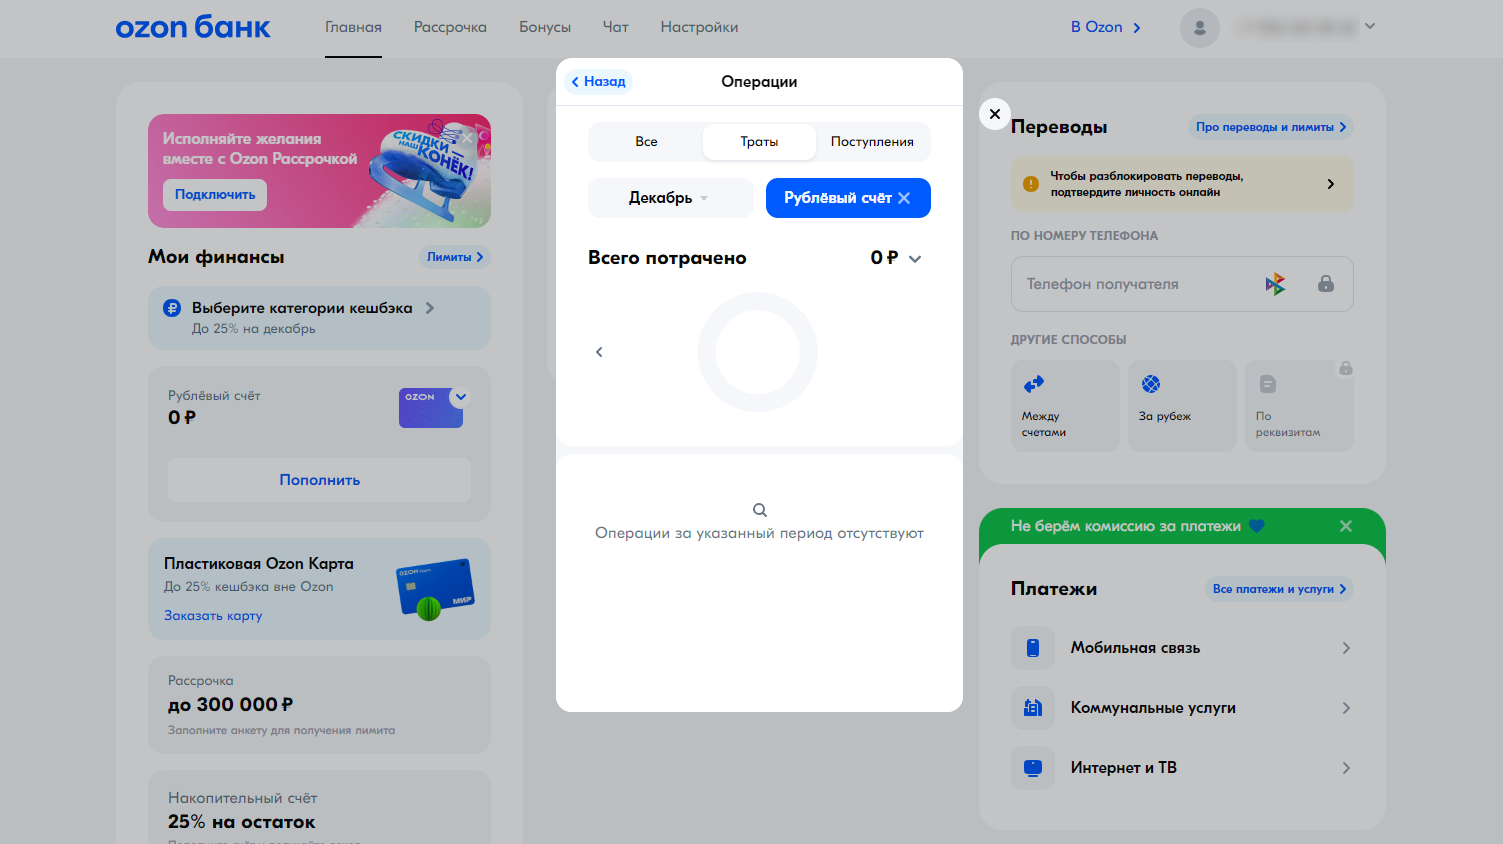 ozon банк
Главная
Рассрочка
Бонусы
Чат
Настройки
В Ozon
Исполняйте желания
вместе с Ozon Рассрочкой
Подключить
СКИДКИ
НАШ
КОНЁК!
Мои финансы
Лимиты
Выберите категории кешбэка
До 25% на декабрь
Рублёвый счёт
0 ₽
OZON
Пополнить
Пластиковая Ozon Карта
До 25% кешбэка вне Ozon
Заказать карту
OZON
МИР
Рассрочка
до 300 000 ₽
Заполните анкету для получения лимита
Накопительный счёт
25% на остаток
Назад
Операции
Все
Траты
Поступления
Декабрь
Рублёвый счёт
Всего потрачено
0 ₽
Операции за указанный период отсутствуют
Переводы
Про переводы и лимиты
Чтобы разблокировать переводы,
подтвердите личность онлайн
ПО НОМЕРУ ТЕЛЕФОНА
Телефон получателя
ДРУГИЕ СПОСОБЫ
Между
счетами
За рубеж
По
реквизитам
Не берём комиссию за платежи
Платежи
Все платежи и услуги
Мобильная связь
Коммунальные услуги
Интернет и ТВ